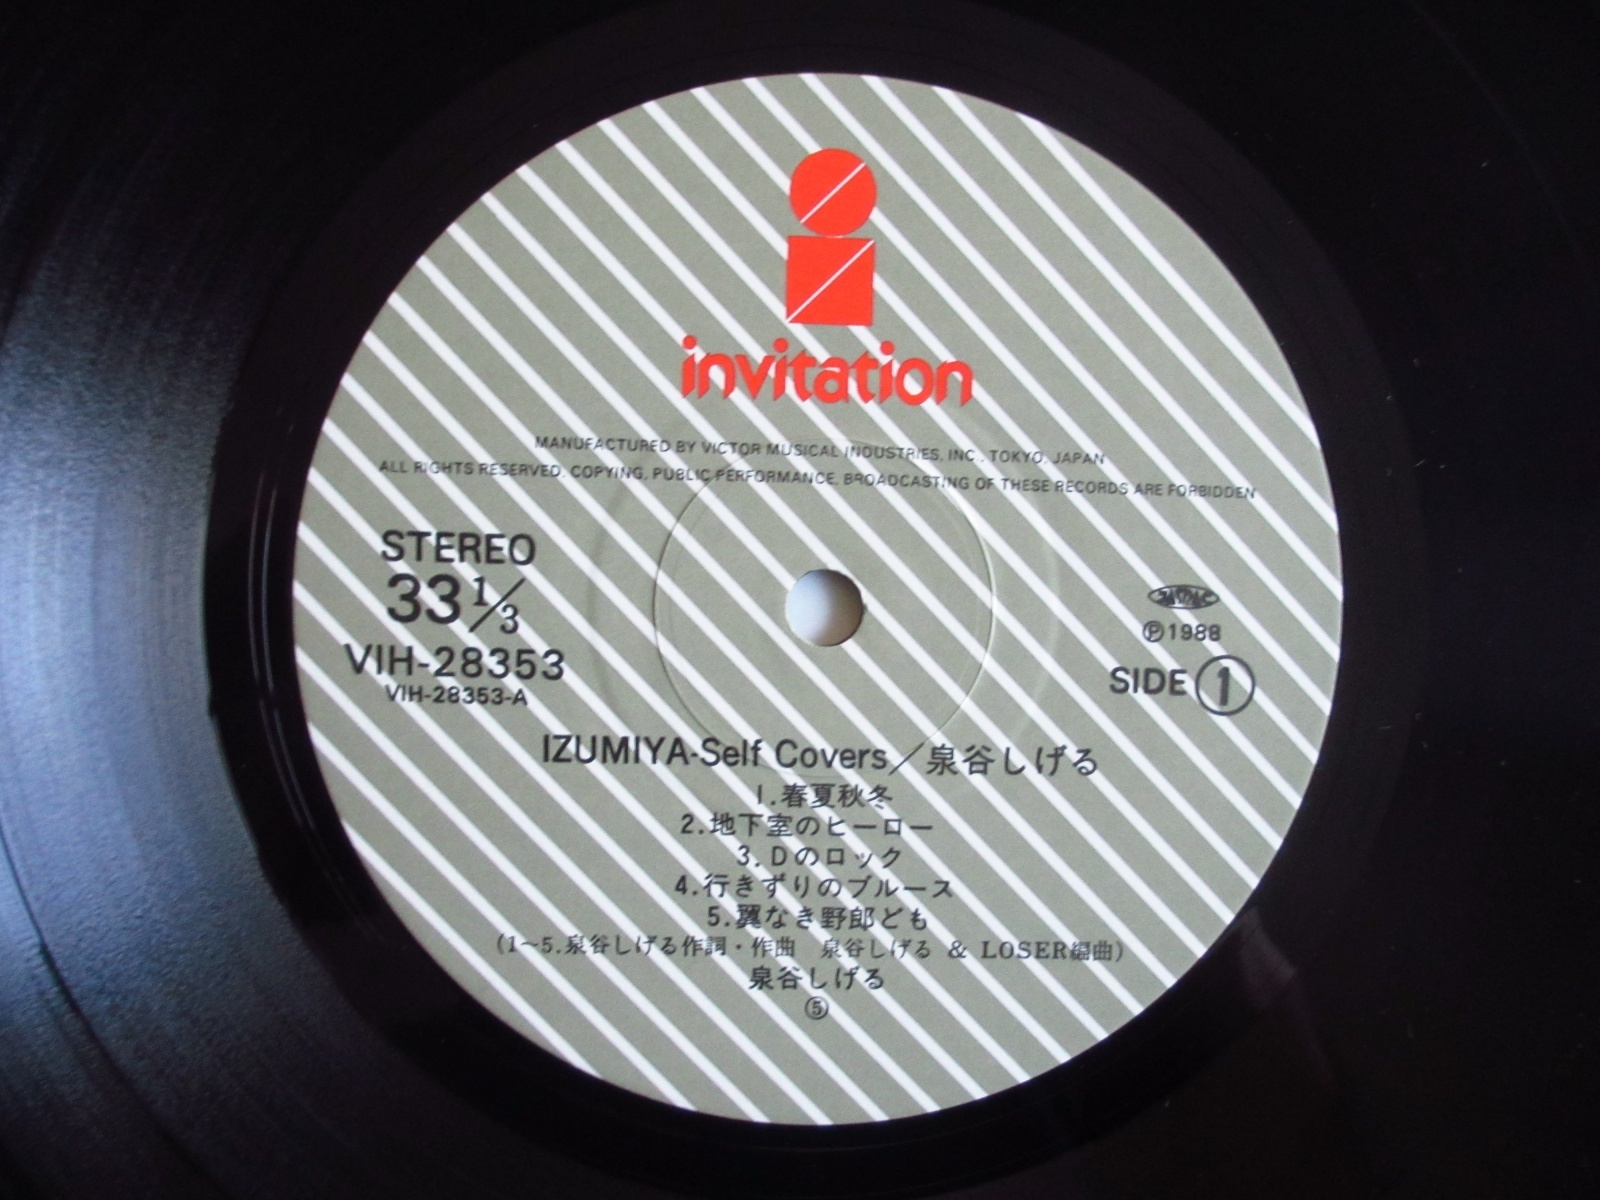 invitation
MANUFACTURED BY VICTOR MUSICAL INDUSTRIES, INC., TOKYO, JAPAN
ALL RIGHTS RESERVED. COPYING, PUBLIC PERFORMANCE, BROADCASTING OF THESE RECORDS ARE FORBIDDEN
STEREO
33 1/3
VIH-28353
VIH-28353-A
JASRAC
Ⓟ1988
SIDE ①
IZUMIYA-Self Covers／泉谷しげる
1.春夏秋冬
2.地下室のヒーロー
3.Dのロック
4.行きずりのブルース
5.翼なき野郎ども
(1〜5.泉谷しげる作詞・作曲　泉谷しげる & LOSER編曲)
泉谷しげる
⑤